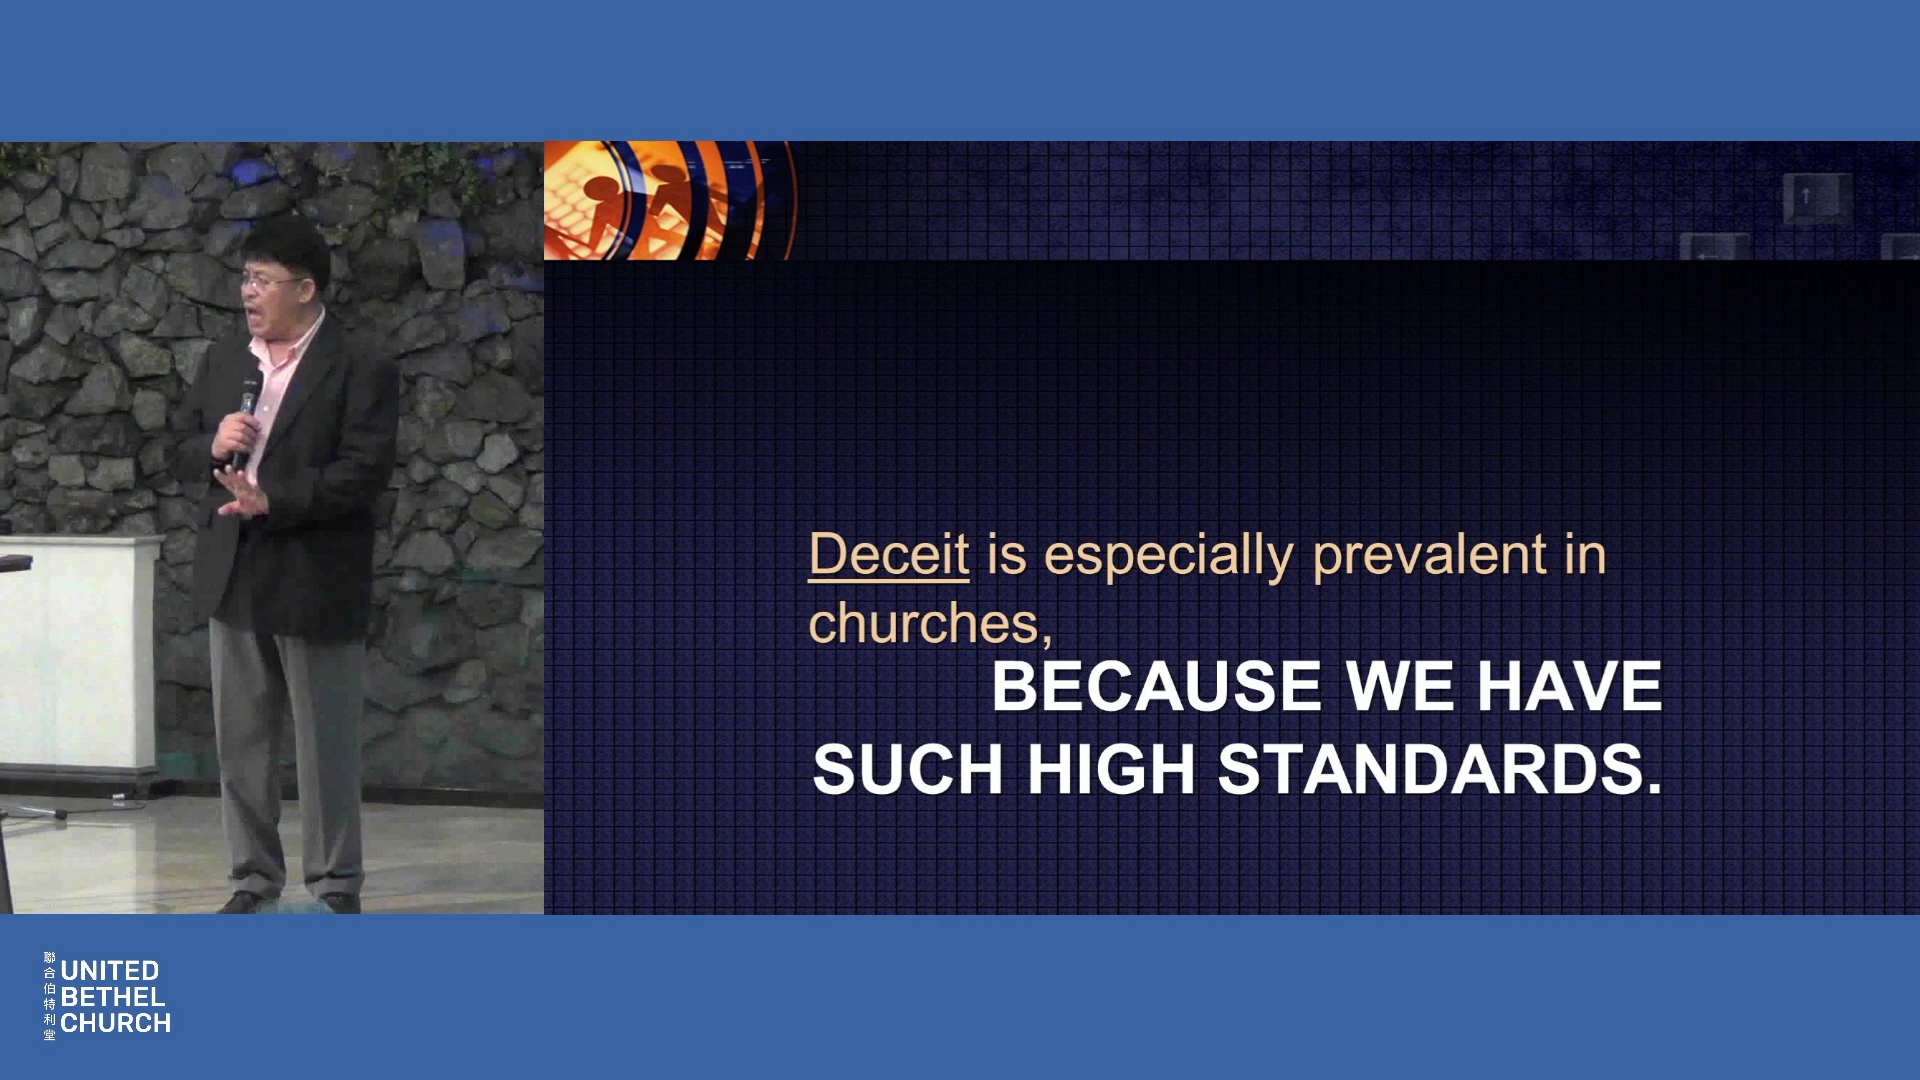 Deceit is especially prevalent in
churches,
BECAUSE WE HAVE
SUCH HIGH STANDARDS.
聯合伯特利堂
UNITED
BETHEL
CHURCH